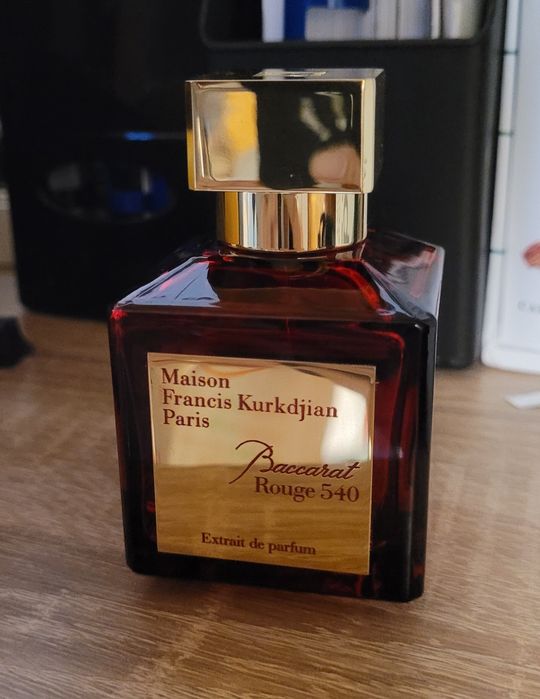 Maison
Francis Kurkdjian
Paris
Baccarat
Rouge 540
Extrait de parfum